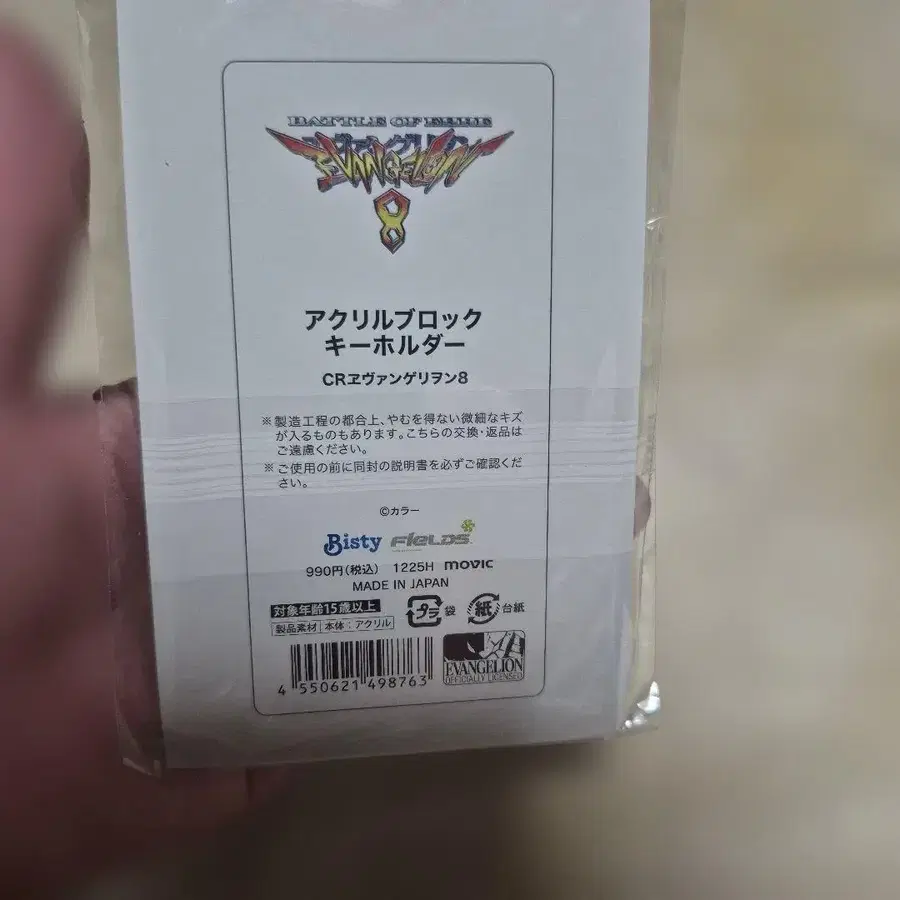 BATTLE OF
ヱヴァンゲリヲン
EVANGELION
8
アクリルブロック
キーホルダー
CRヱヴァンゲリヲン8
※製造工程の都合上、やむを得ない微細なキズ
が入るものもあります。こちらの交換・返品は
ご遠慮ください。
※ご使用の前に同封の説明書を必ずご確認くだ
さい。
©カラー
Bisty FIELDS
990円(税込) 1225H movic
MADE IN JAPAN
対象年齢15歳以上
製品素材 本体:アクリル
プラ 袋 紙 台紙
4 550621 498763
EVANGELION
OFFICIALLY LICENSED